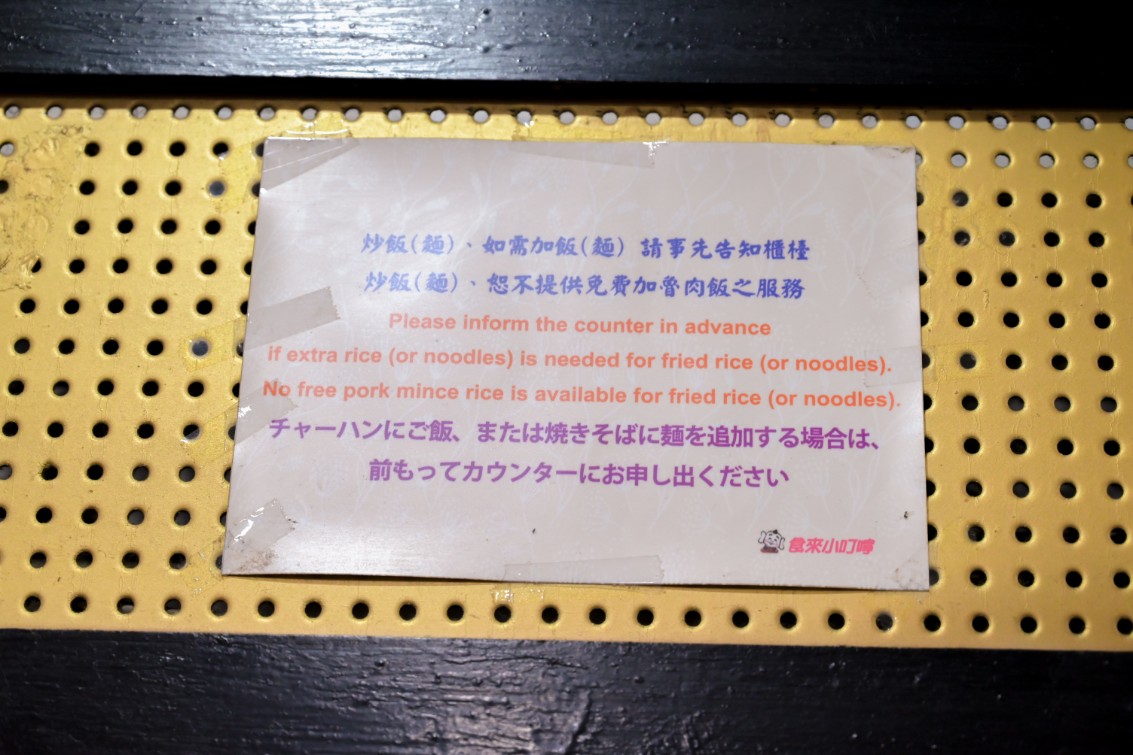 炒飯(麵)、如需加飯(麵) 請事先告知櫃檯
炒飯(麵)、恕不提供免費加魯肉飯之服務
Please inform the counter in advance
if extra rice (or noodles) is needed for fried rice (or noodles).
No free pork mince rice is available for fried rice (or noodles).
チャーハンにご飯、または焼きそばに麺を追加する場合は、
前もってカウンターにお申し出ください
食來小叮嚀